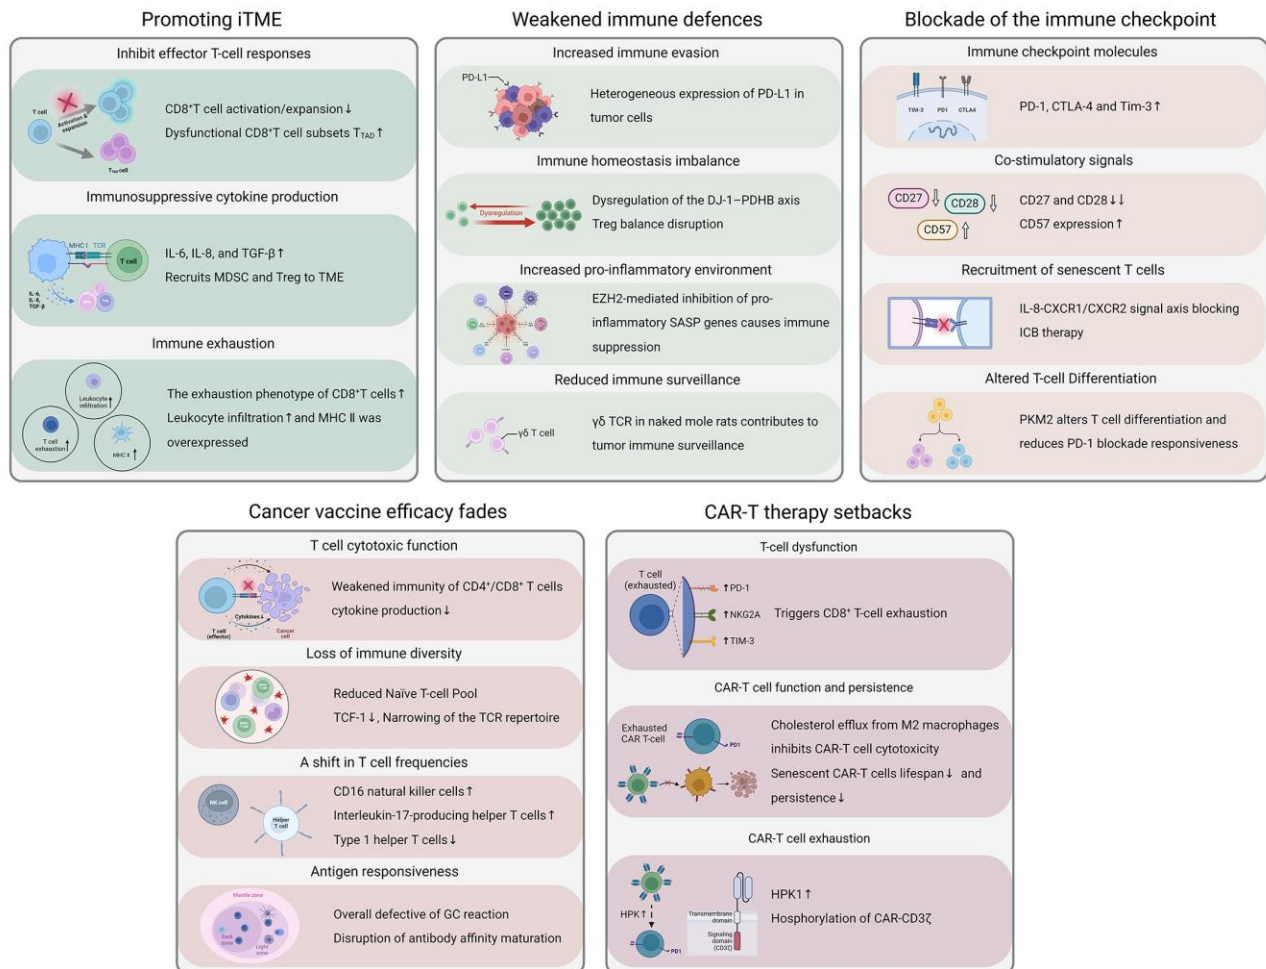 Promoting iTME
Inhibit effector T-cell responses
T cell
Activation & expansion
T_TAD cell
CD8⁺T cell activation/expansion↓
Dysfunctional CD8⁺T cell subsets T_TAD↑
Immunosuppressive cytokine production
MHC I TCR
T cell
IL-6,
IL-8,
TGF-β
IL-6, IL-8, and TGF-β↑
Recruits MDSC and Treg to TME
Immune exhaustion
Leukocyte
infiltration↑
T cell
exhaustion↑
MHC Ⅱ↑
The exhaustion phenotype of CD8⁺T cells↑
Leukocyte infiltration↑and MHC Ⅱ was
overexpressed
Weakened immune defences
Increased immune evasion
PD-L1
Heterogeneous expression of PD-L1 in
tumor cells
Immune homeostasis imbalance
Dysregulation
Dysregulation of the DJ-1–PDHB axis
Treg balance disruption
Increased pro-inflammatory environment
EZH2-mediated inhibition of pro-
inflammatory SASP genes causes immune
suppression
Reduced immune surveillance
γδ T cell
γδ TCR in naked mole rats contributes to
tumor immune surveillance
Blockade of the immune checkpoint
Immune checkpoint molecules
TIM-3 PD1 CTLA4
PD-1, CTLA-4 and Tim-3↑
Co-stimulatory signals
CD27
CD28
CD57
CD27 and CD28↓↓
CD57 expression↑
Recruitment of senescent T cells
IL-8-CXCR1/CXCR2 signal axis blocking
ICB therapy
Altered T-cell Differentiation
PKM2 alters T cell differentiation and
reduces PD-1 blockade responsiveness
Cancer vaccine efficacy fades
T cell cytotoxic function
Cytokines↓
T cell
(effector)
Cancer
cell
Weakened immunity of CD4⁺/CD8⁺ T cells
cytokine production↓
Loss of immune diversity
Reduced Naïve T-cell Pool
TCF-1↓, Narrowing of the TCR repertoire
A shift in T cell frequencies
NK cell
Helper
T cell
CD16 natural killer cells↑
Interleukin-17-producing helper T cells↑
Type 1 helper T cells↓
Antigen responsiveness
Mantle zone
Dark
zone
Light
zone
Overall defective of GC reaction
Disruption of antibody affinity maturation
CAR-T therapy setbacks
T-cell dysfunction
T cell
(exhausted)
↑PD-1
↑NKG2A
↑TIM-3
Triggers CD8⁺ T-cell exhaustion
CAR-T cell function and persistence
Exhausted
CAR T-cell
PD1
Cholesterol efflux from M2 macrophages
inhibits CAR-T cell cytotoxicity
Senescent CAR-T cells lifespan↓ and
persistence↓
CAR-T cell exhaustion
HPK↑
PD1
Transmembrane
domain
Signaling
domain
(CD3ζ)
HPK1↑
Hosphorylation of CAR-CD3ζ